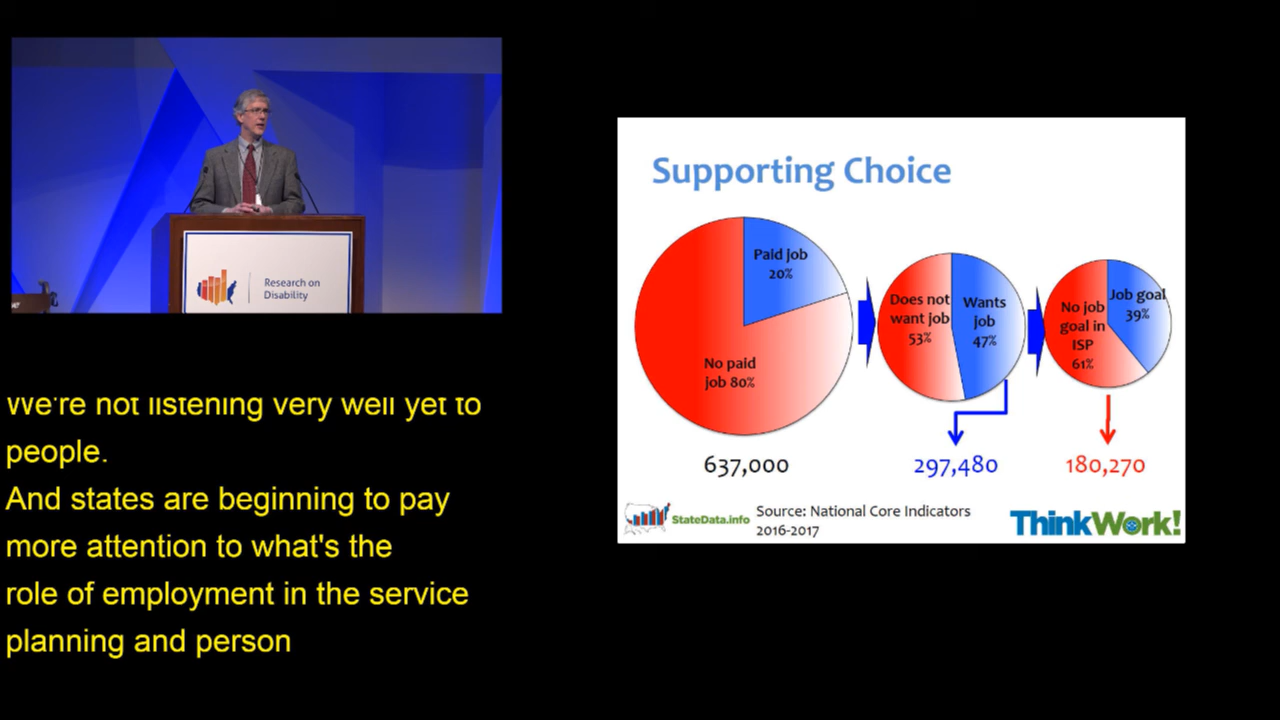 Research on
Disability
We're not listening very well yet to
people.
And states are beginning to pay
more attention to what's the
role of employment in the service
planning and person
Supporting Choice
Paid job
20%
No paid
job 80%
637,000
Does not
want job
53%
Wants
job
47%
297,480
No job
goal in
ISP
61%
Job goal
39%
180,270
StateData.info
Source: National Core Indicators
2016-2017
ThinkWork!